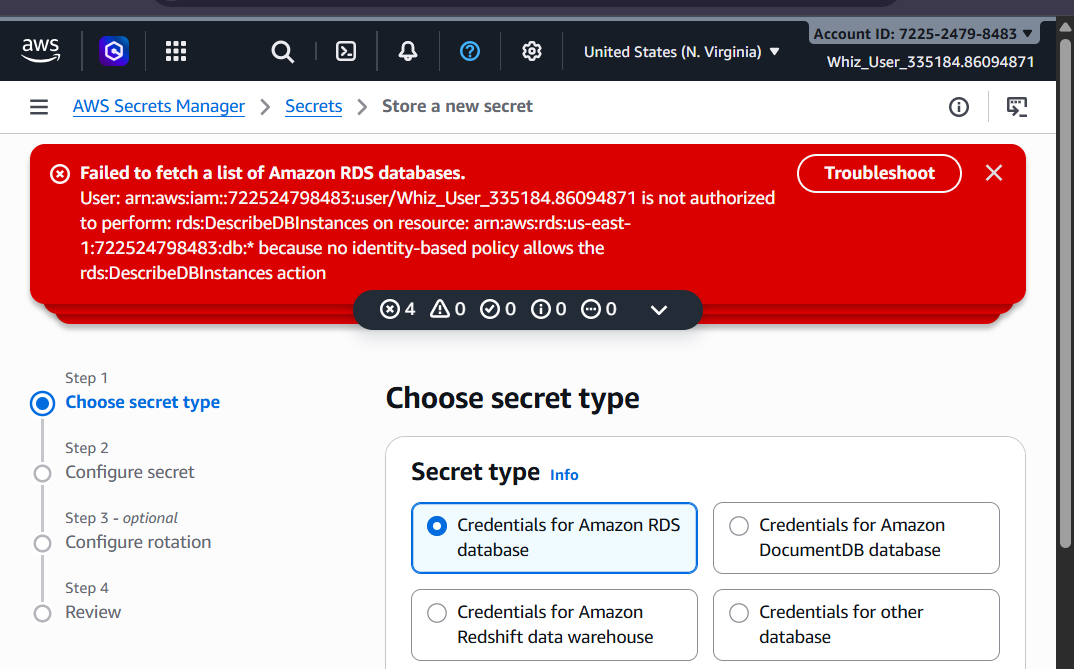 aws
United States (N. Virginia) ▼
Account ID: 7225-2479-8483 ▼
Whiz_User_335184.86094871
AWS Secrets Manager > Secrets > Store a new secret
Failed to fetch a list of Amazon RDS databases.
User: arn:aws:iam::722524798483:user/Whiz_User_335184.86094871 is not authorized
to perform: rds:DescribeDBInstances on resource: arn:aws:rds:us-east-
1:722524798483:db:* because no identity-based policy allows the
rds:DescribeDBInstances action
Troubleshoot
4 0 0 0 0
Step 1
Choose secret type
Step 2
Configure secret
Step 3 - optional
Configure rotation
Step 4
Review
Choose secret type
Secret type Info
Credentials for Amazon RDS
database
Credentials for Amazon
DocumentDB database
Credentials for Amazon
Redshift data warehouse
Credentials for other
database